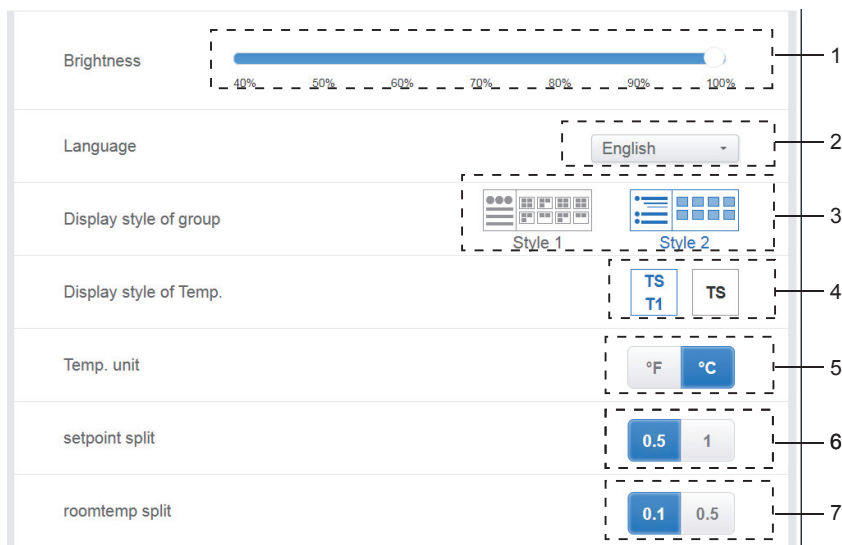 Brightness
40% 50% 60% 70% 80% 90% 100%
1
Language
English
2
Display style of group
Style 1 Style 2
3
Display style of Temp.
TS
T1
TS
4
Temp. unit
°F °C
5
setpoint split
0.5 1
6
roomtemp split
0.1 0.5
7